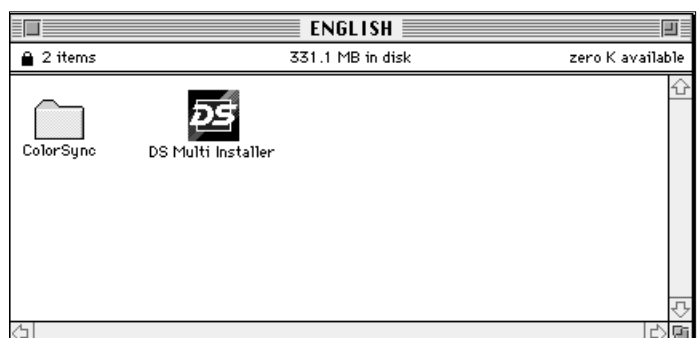 ENGLISH
2 items 331.1 MB in disk zero K available
DS
ColorSync DS Multi Installer